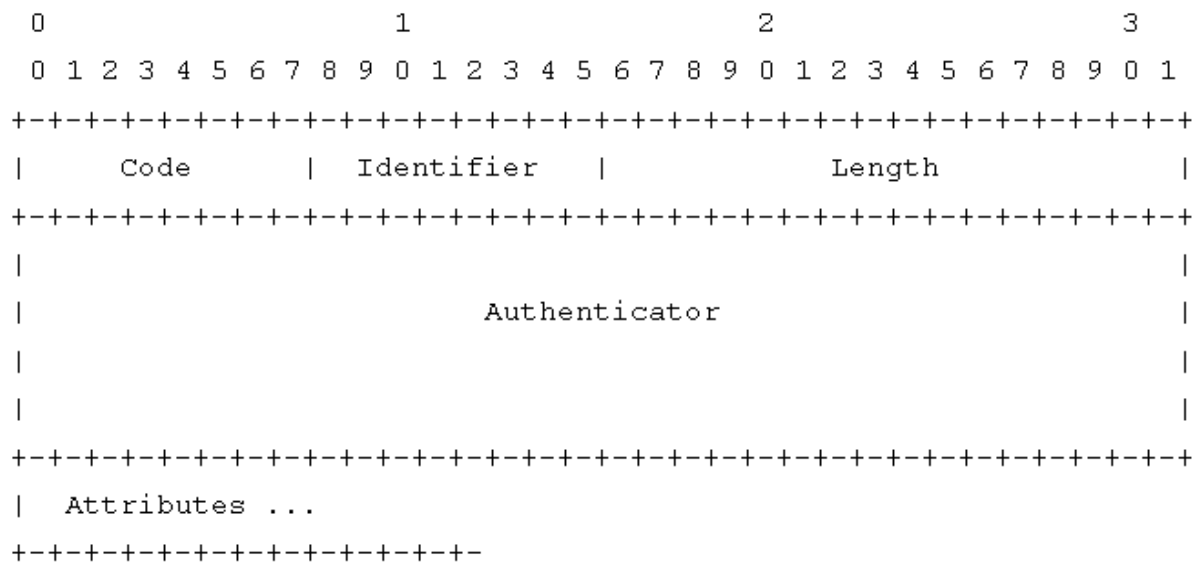 0                   1                   2                   3
 0 1 2 3 4 5 6 7 8 9 0 1 2 3 4 5 6 7 8 9 0 1 2 3 4 5 6 7 8 9 0 1
+-+-+-+-+-+-+-+-+-+-+-+-+-+-+-+-+-+-+-+-+-+-+-+-+-+-+-+-+-+-+-+-+
|     Code      |  Identifier   |            Length             |
+-+-+-+-+-+-+-+-+-+-+-+-+-+-+-+-+-+-+-+-+-+-+-+-+-+-+-+-+-+-+-+-+
|                                                               |
|                         Authenticator                         |
|                                                               |
|                                                               |
+-+-+-+-+-+-+-+-+-+-+-+-+-+-+-+-+-+-+-+-+-+-+-+-+-+-+-+-+-+-+-+-+
|  Attributes ...
+-+-+-+-+-+-+-+-+-+-+-+-+-